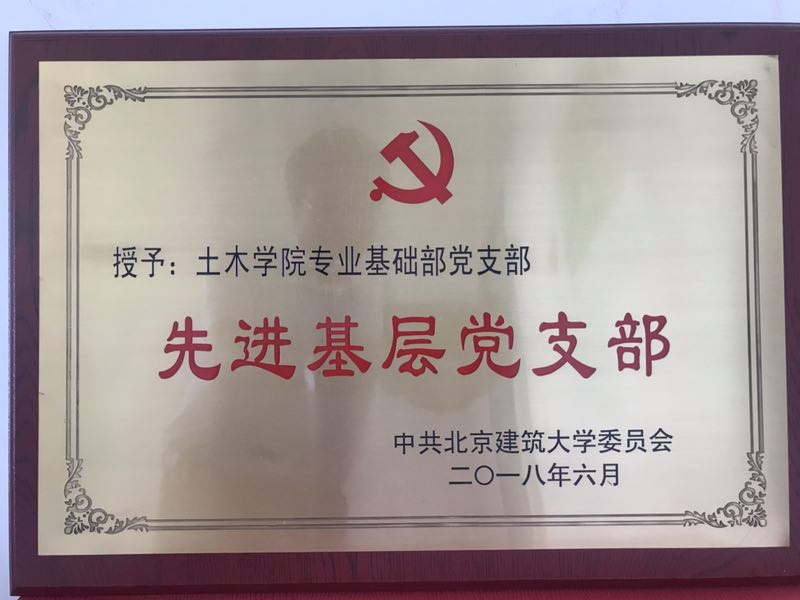 授予：土木学院专业基础部党支部
先进基层党支部
中共北京建筑大学委员会
二〇一八年六月